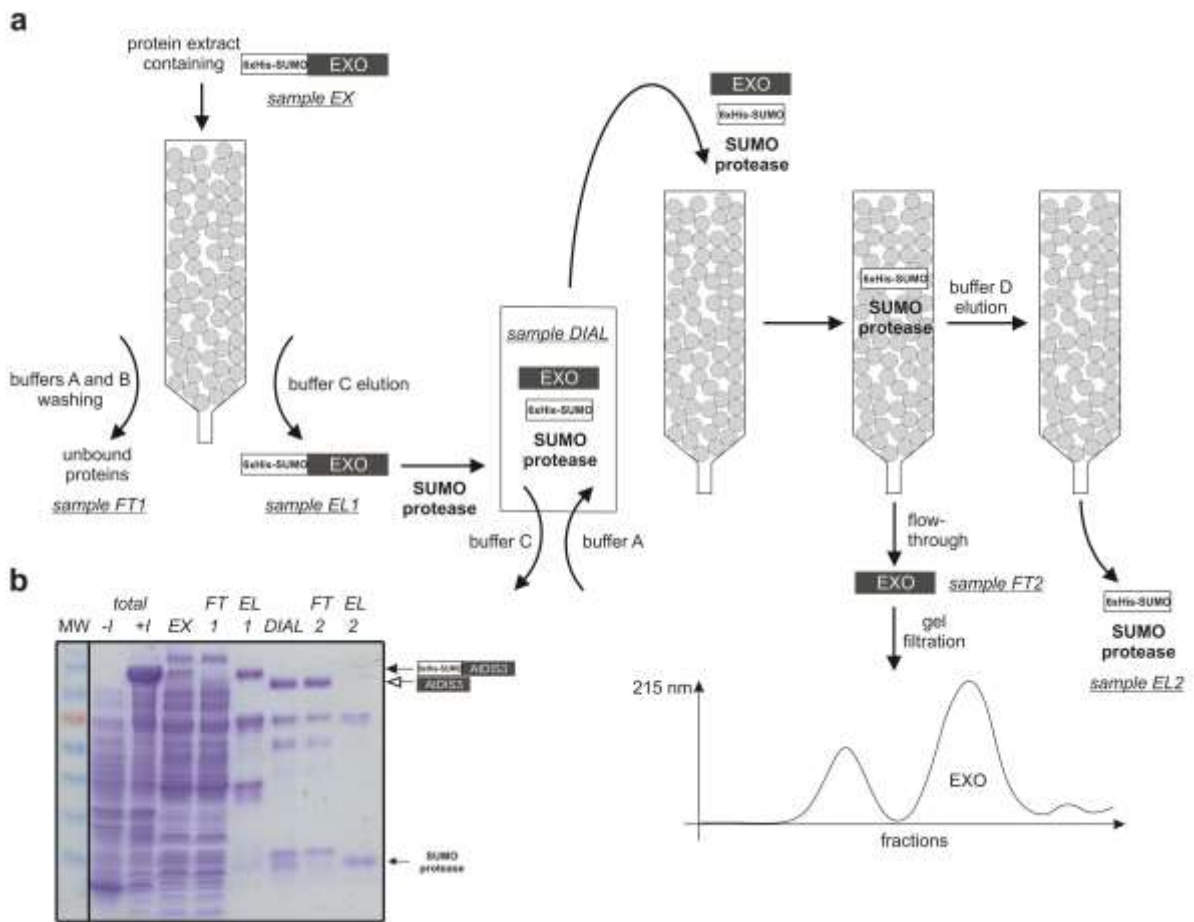 a
protein extract
containing
6xHis-SUMO EXO
sample EX
buffers A and B
washing
unbound
proteins
sample FT1
buffer C elution
6xHis-SUMO EXO
sample EL1
SUMO
protease
sample DIAL
EXO
6xHis-SUMO
SUMO
protease
buffer C
buffer A
EXO
6xHis-SUMO
SUMO
protease
6xHis-SUMO
SUMO
protease
buffer D
elution
flow-
through
EXO
sample FT2
gel
filtration
6xHis-SUMO
SUMO
protease
sample EL2
215 nm
EXO
fractions
b
total FT EL FT EL
MW -I +I EX 1 1 DIAL 2 2
6xHis-SUMO AtDIS3
AtDIS3
SUMO
protease